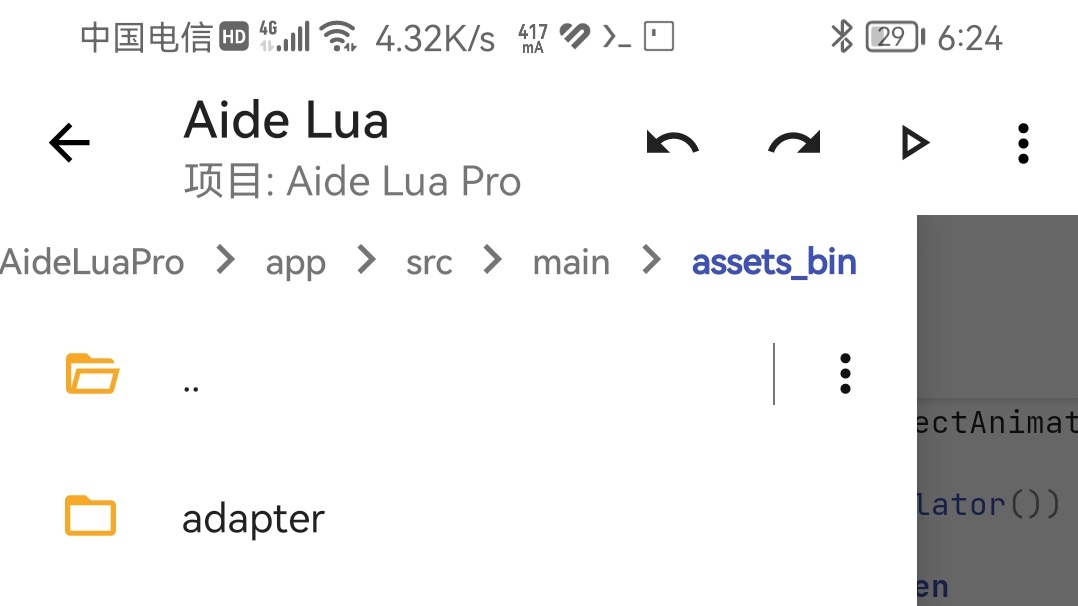 中国电信 HD 4G 4.32K/s 417 mA 29 6:24
Aide Lua
项目: Aide Lua Pro
AideLuaPro > app > src > main > assets_bin
..
ectAnimat
lator())
adapter
en